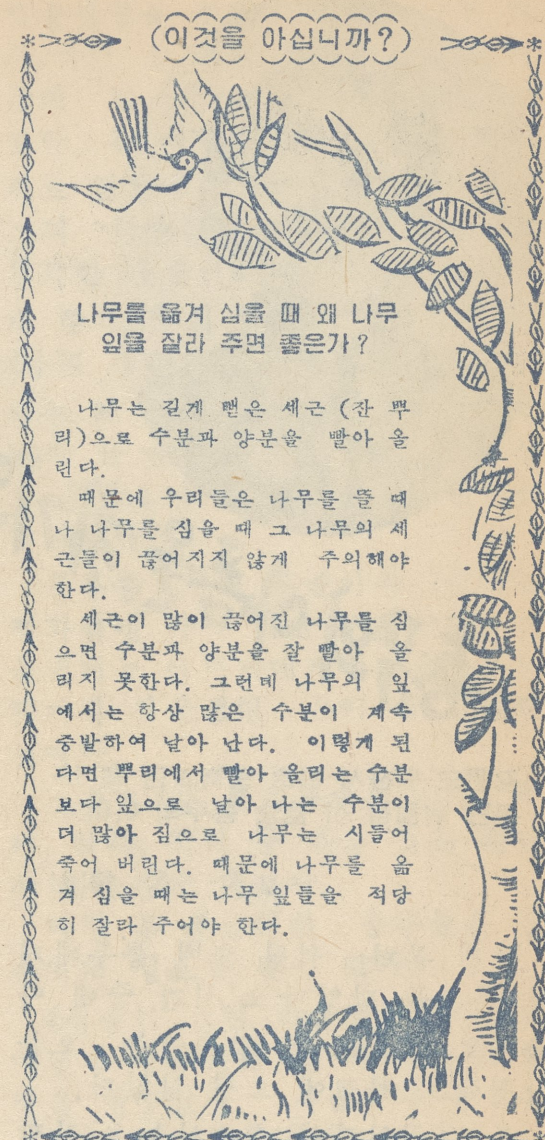 (이것을 아십니까?)
나무를 옮겨 심을 때 왜 나무
잎을 잘라 주면 좋은가?
나무는 길게 뻗은 세근 (잔 뿌
리)으로 수분과 양분을 빨아 올
린다.
때문에 우리들은 나무를 뜰 때
나 나무를 심을 때 그 나무의 세
근들이 끊어지지 않게 주의해야
한다.
세근이 많이 끊어진 나무를 심
으면 수분과 양분을 잘 빨아 올
리지 못한다. 그런데 나무의 잎
에서는 항상 많은 수분이 계속
증발하여 날아 난다. 이렇게 된
다면 뿌리에서 빨아 올리는 수분
보다 잎으로 날아 나는 수분이
더 많아 짐으로 나무는 시들어
죽어 버린다. 때문에 나무를 옮
겨 심을 때는 나무 잎들을 적당
히 잘라 주어야 한다.